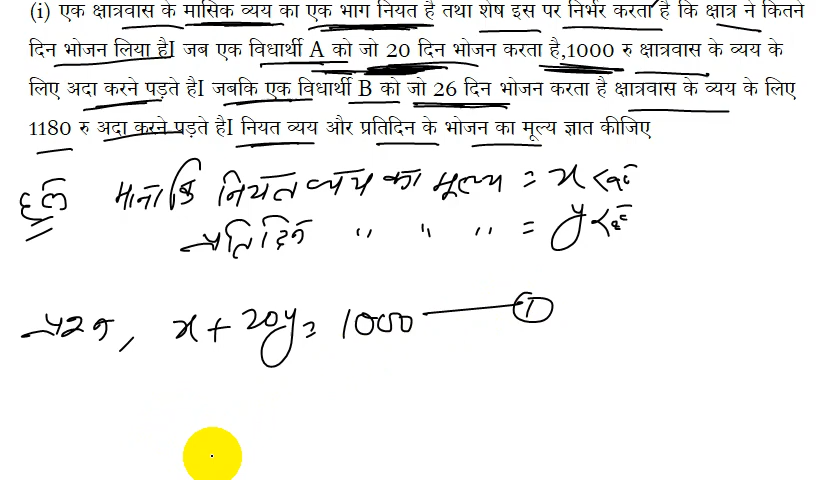 (i) एक क्षात्रवास के मासिक व्यय का एक भाग नियत है तथा शेष इस पर निर्भर करता है कि क्षात्र ने कितने
दिन भोजन लिया हैI जब एक विधार्थी A को जो 20 दिन भोजन करता है,1000 रु क्षात्रवास के व्यय के
लिए अदा करने पड़ते हैI जबकि एक विधार्थी B को जो 26 दिन भोजन करता है क्षात्रवास के व्यय के लिए
1180 रु अदा करने पड़ते हैI नियत व्यय और प्रतिदिन के भोजन का मूल्य ज्ञात कीजिए
हल माना कि नियत व्यय का मूल्य = x रु०
प्रतिदिन " " " = y रु०
प्रश्न, x + 20y = 1000 — ①